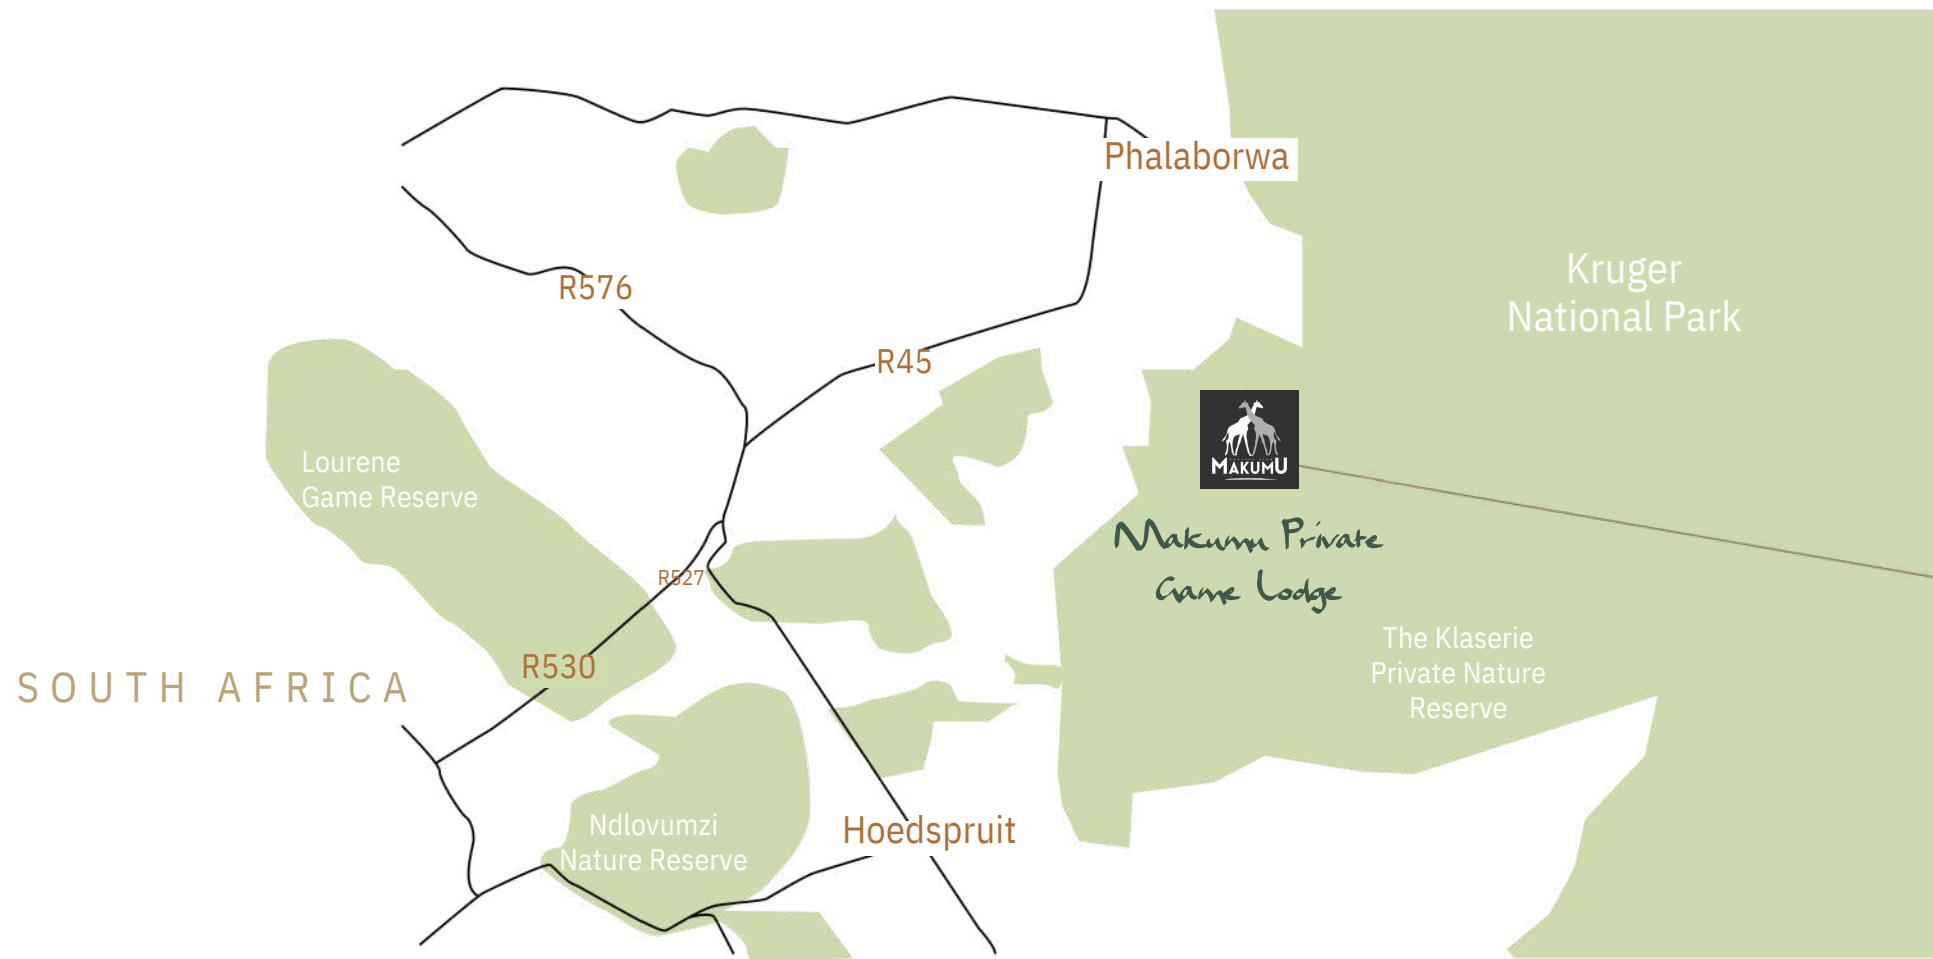 Phalaborwa
Kruger
National Park
R576
R45
MAKUMU
Lourene
Game Reserve
Makumu Private
Game Lodge
R527
The Klaserie
Private Nature
Reserve
R530
SOUTH AFRICA
Ndlovumzi
Nature Reserve
Hoedspruit